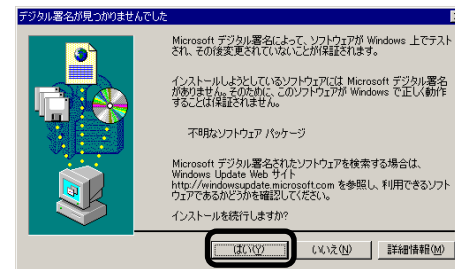 デジタル署名が見つかりませんでした
Microsoft デジタル署名によって、ソフトウェアが Windows 上でテスト
され、その後変更されていないことが保証されます。
インストールしようとしているソフトウェアには Microsoft デジタル署名
がありません。そのために、このソフトウェアが Windows で正しく動作
することは保証されません。
不明なソフトウェア パッケージ
Microsoft デジタル署名されたソフトウェアを検索する場合は、
Windows Update Web サイト
http://windowsupdate.microsoft.com を参照し、利用できるソフト
ウェアであるかどうかを確認してください。
インストールを続行しますか?
はい(Y) いいえ(N) 詳細情報(M)